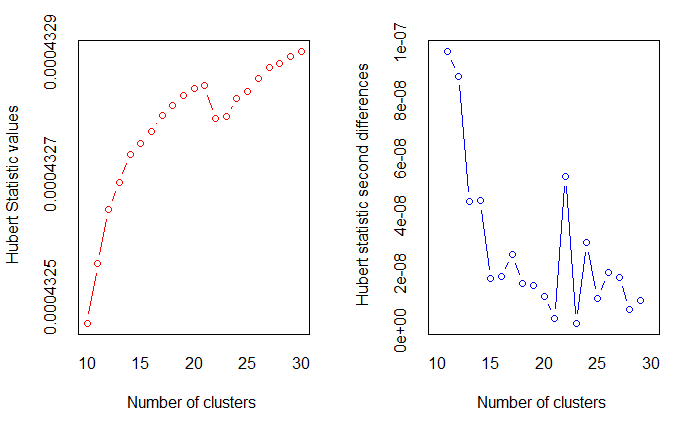 Hubert Statistic values
0.0004325 0.0004327 0.0004329
10 15 20 25 30
Number of clusters
Hubert statistic second differences
0e+00 2e-08 4e-08 6e-08 8e-08 1e-07
10 15 20 25 30
Number of clusters